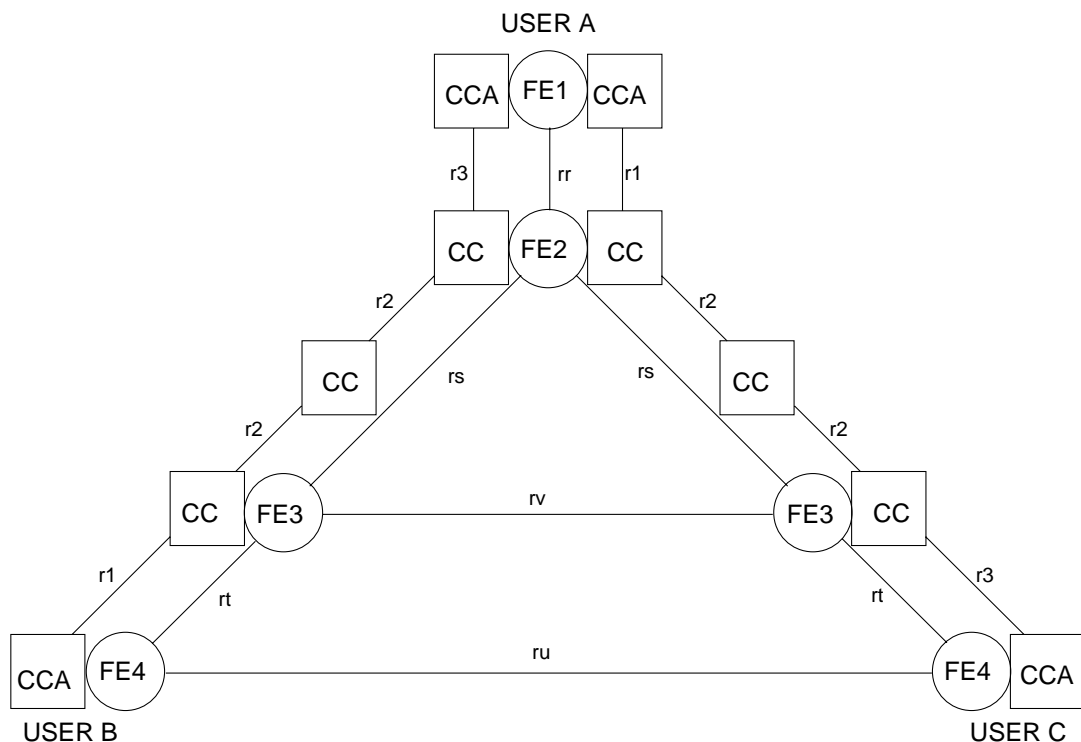 USER A
CCA FE1 CCA
r3 rr r1
CC FE2 CC
r2 r2
CC rs rs CC
r2 r2
CC FE3 rv FE3 CC
r1 rt rt r3
CCA FE4 ru FE4 CCA
USER B USER C